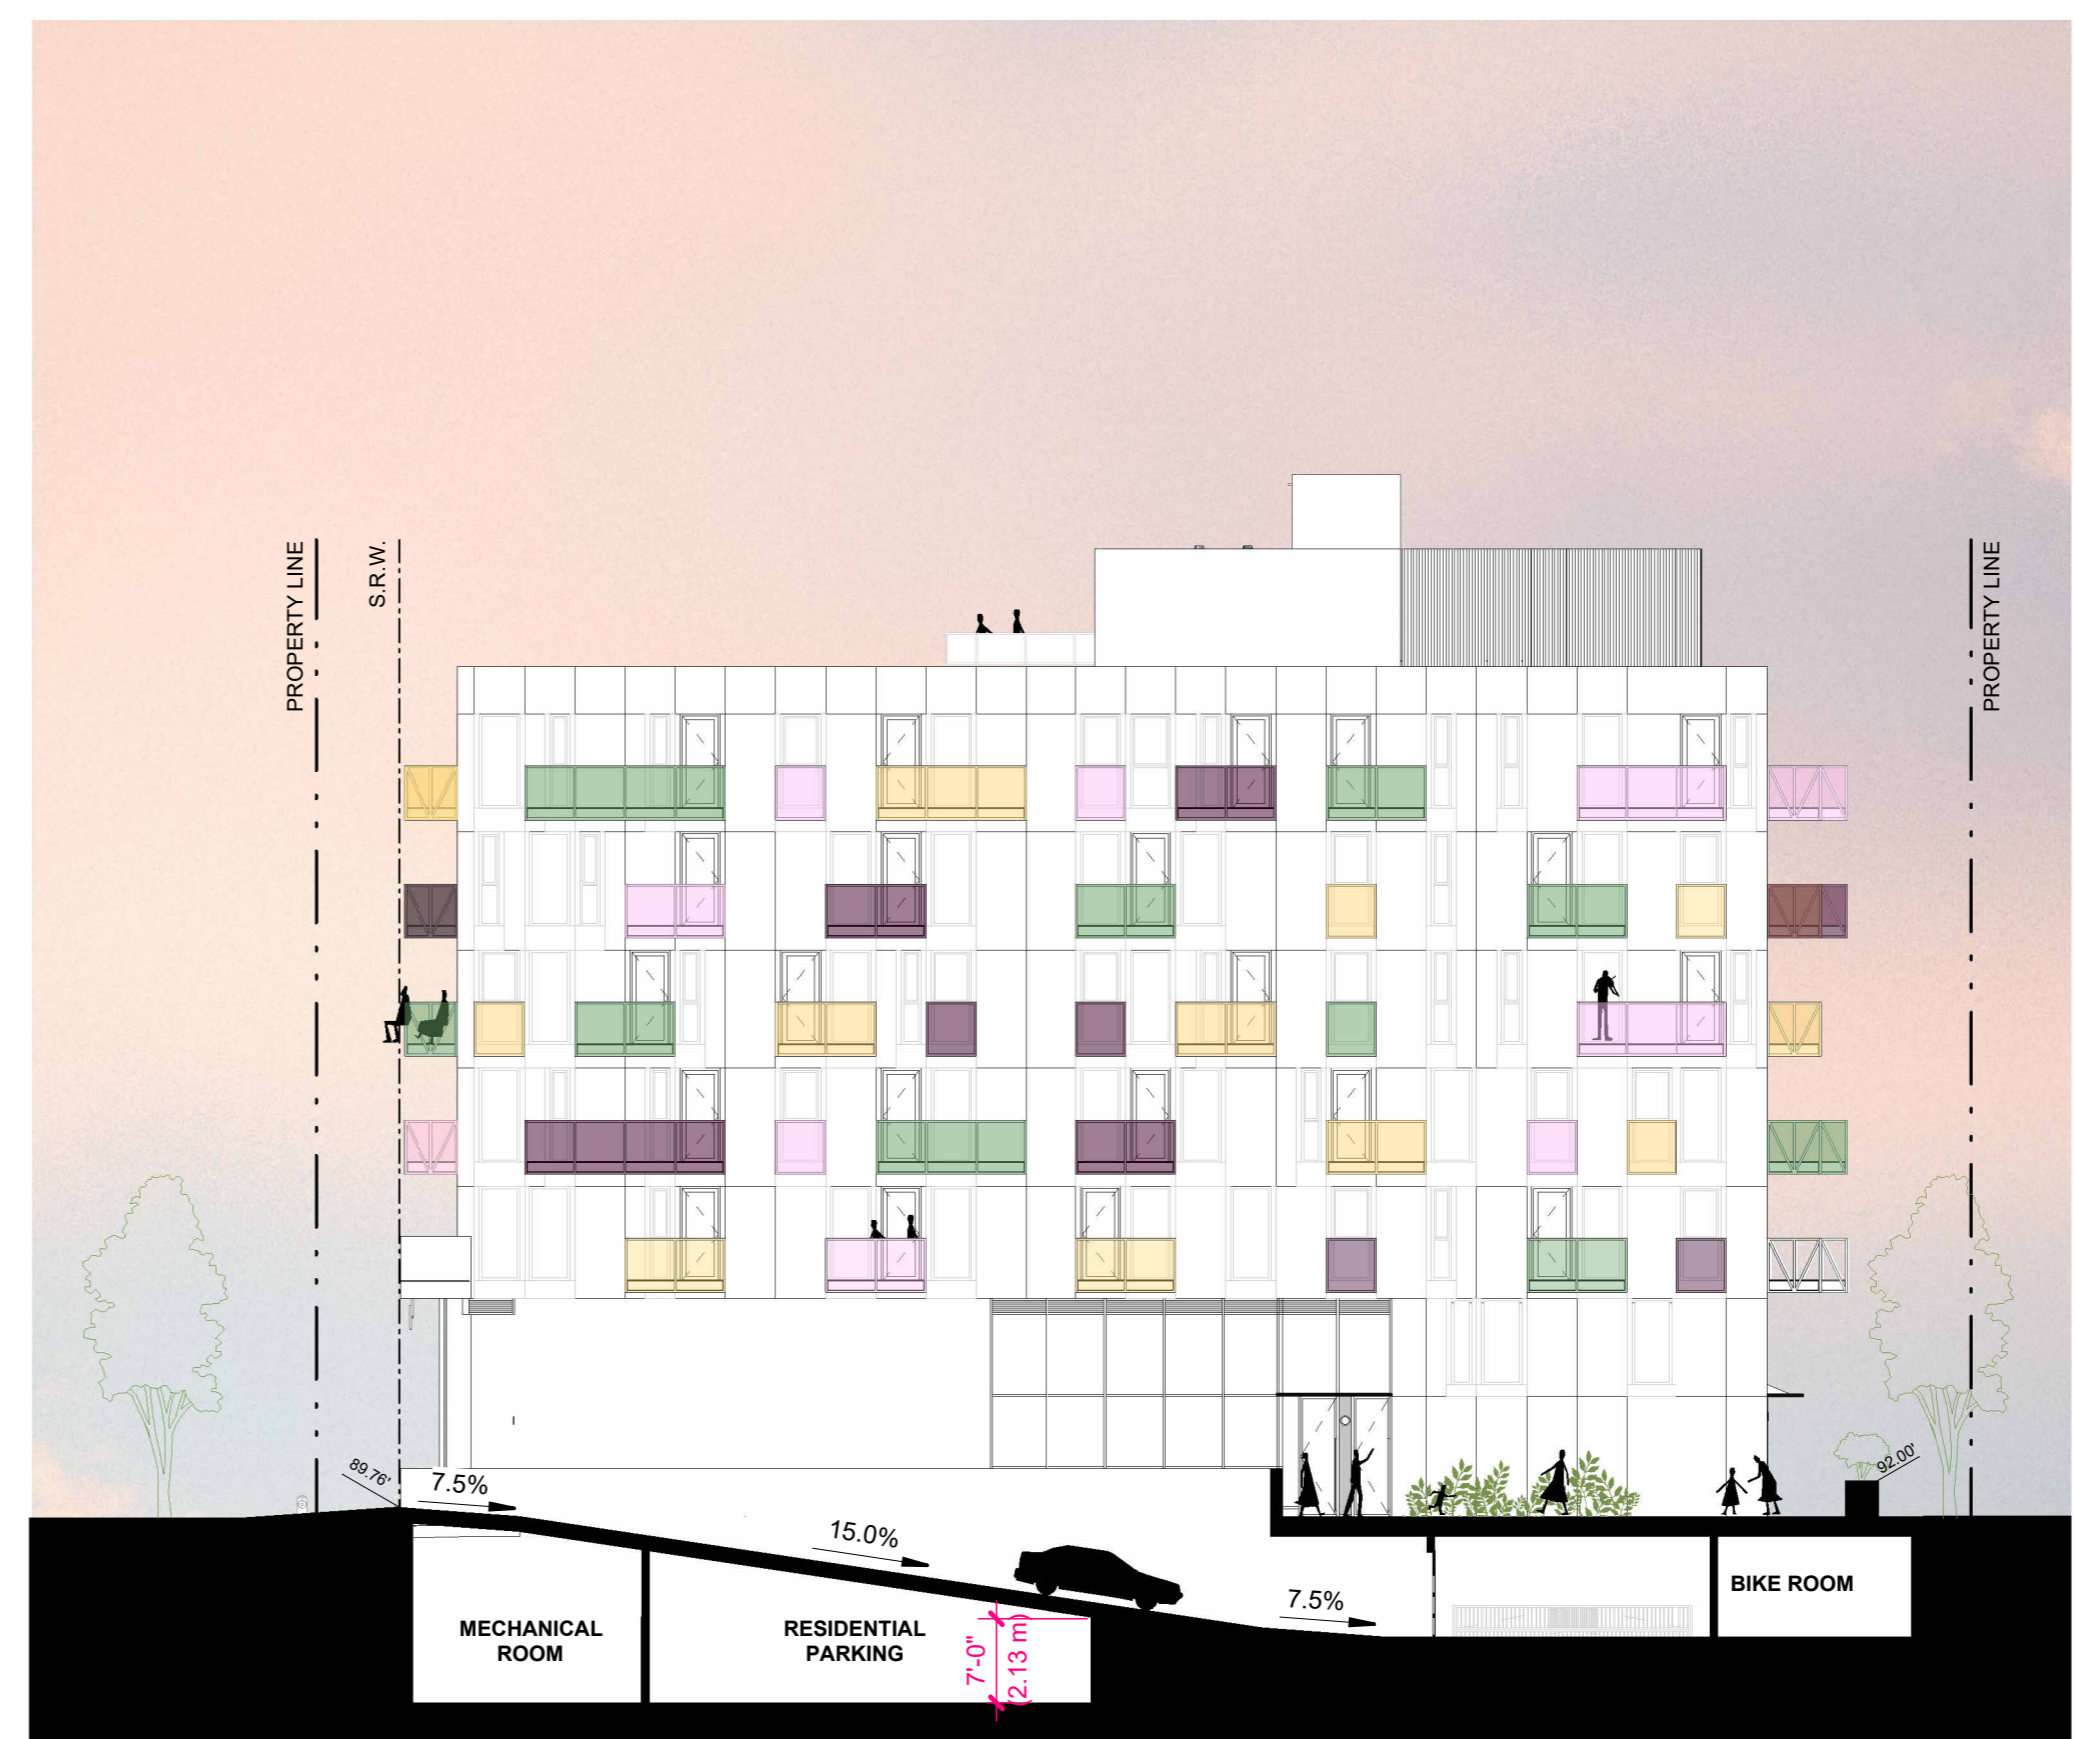 PROPERTY LINE
S.R.W.
PROPERTY LINE
89.76'
7.5%
92.00'
15.0%
7.5%
BIKE ROOM
MECHANICAL
ROOM
RESIDENTIAL
PARKING
7'-0"
(2.13 m)